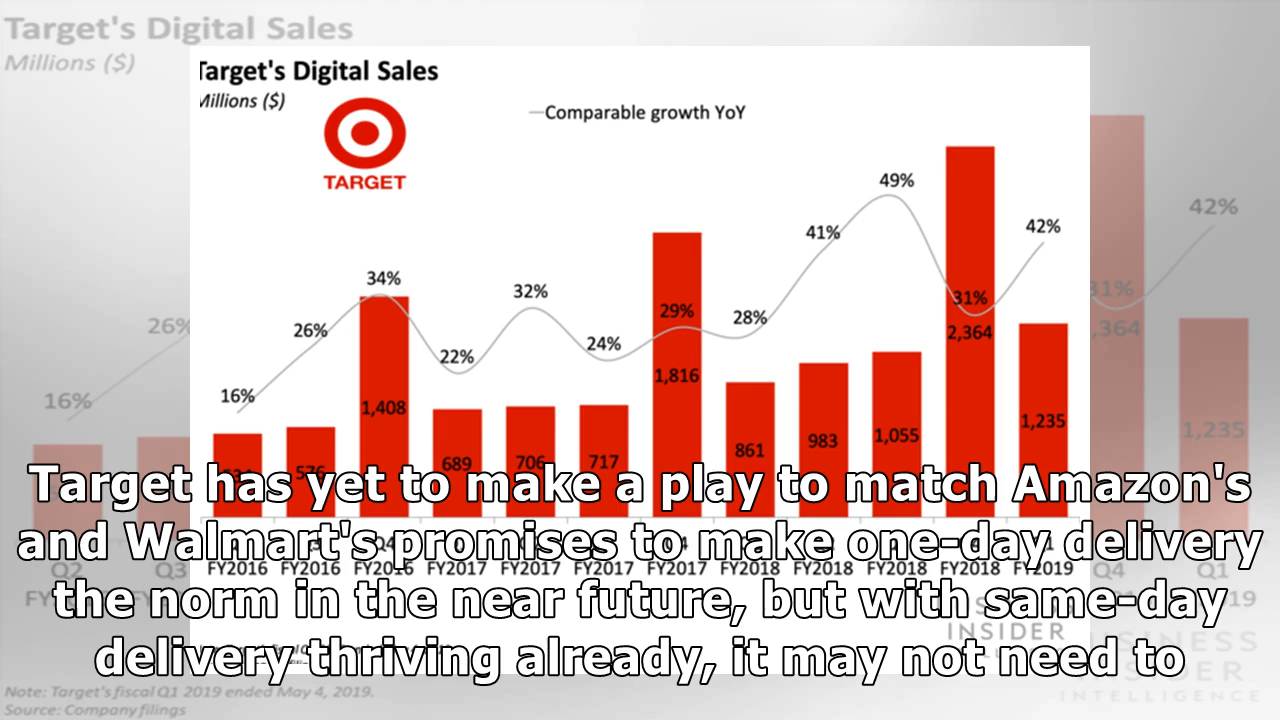 Target's Digital Sales
Millions ($)
Target's Digital Sales
Millions ($)
Comparable growth YoY
TARGET
16% 26% 34% 22% 32% 24% 29% 28% 41% 49% 31% 42%
576 1,408 689 706 717 1,816 861 983 1,055 2,364 1,235
FY2016 FY2016 FY2016 FY2017 FY2017 FY2017 FY2017 FY2018 FY2018 FY2018 FY2018 FY2019
INSIDER
16% 26%
Q2 Q3
31% 42%
1,235
Q4 Q1
INTELLIGENCE
Target has yet to make a play to match Amazon's
and Walmart's promises to make one-day delivery
the norm in the near future, but with same-day
delivery thriving already, it may not need to
Note: Target's fiscal Q1 2019 ended May 4, 2019.
Source: Company filings